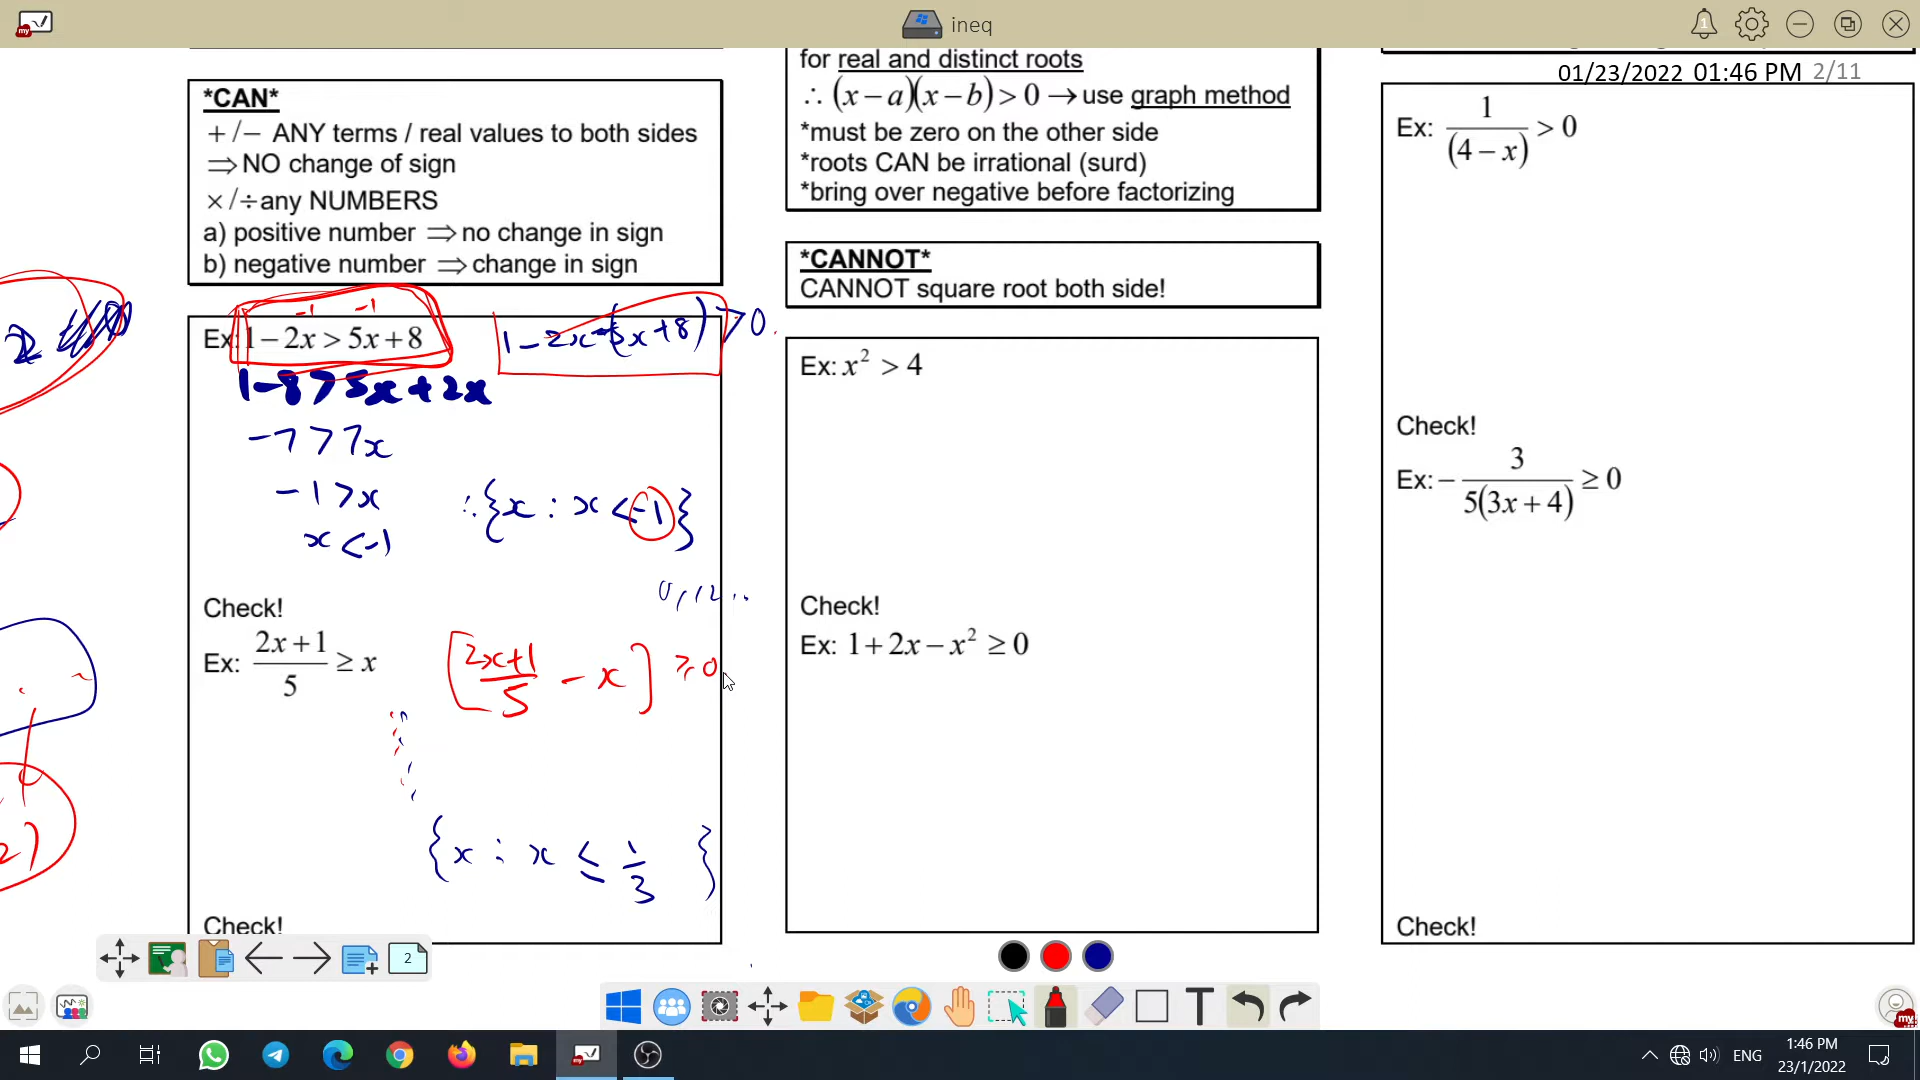 ineq
1
01/23/2022 01:46 PM 2/11
*CAN*
+/− ANY terms / real values to both sides
⇒ NO change of sign
×/÷ any NUMBERS
a) positive number ⇒ no change in sign
b) negative number ⇒ change in sign
-1 -1
Ex: 1 − 2x > 5x + 8
1 - 2x - (5x + 8) > 0
1 - 8 > 5x + 2x
-7 > 7x
-1 > x
x < -1
∴ {x : x < -1}
Check!
Ex: (2x + 1)/5 ≥ x
[(2x+1)/5 - x] ≥ 0
{x : x ≤ 1/3 }
Check!
for real and distinct roots
∴ (x − a)(x − b) > 0 → use graph method
*must be zero on the other side
*roots CAN be irrational (surd)
*bring over negative before factorizing
*CANNOT*
CANNOT square root both side!
Ex: x² > 4
Check!
Ex: 1 + 2x − x² ≥ 0
Ex: 1/(4 − x) > 0
Check!
Ex: − 3/(5(3x + 4)) ≥ 0
Check!
2
T
my
my
ENG
1:46 PM
23/1/2022